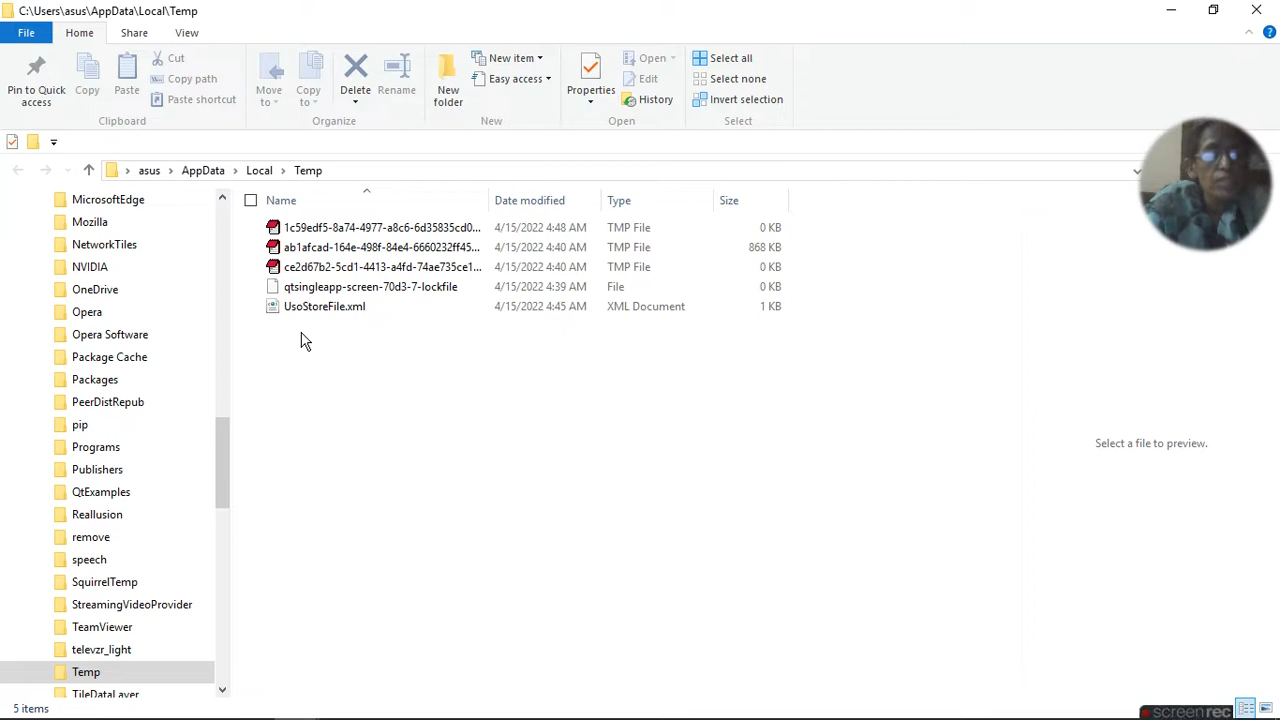 C:\Users\asus\AppData\Local\Temp
File Home Share View
Pin to Quick access
Copy
Paste
Cut
Copy path
Paste shortcut
Clipboard
Move to
Copy to
Delete
Rename
Organize
New folder
New item
Easy access
New
Properties
Open
Edit
History
Open
Select all
Select none
Invert selection
Select
asus › AppData › Local › Temp
MicrosoftEdge
Mozilla
NetworkTiles
NVIDIA
OneDrive
Opera
Opera Software
Package Cache
Packages
PeerDistRepub
pip
Programs
Publishers
QtExamples
Reallusion
remove
speech
SquirrelTemp
StreamingVideoProvider
TeamViewer
televzr_light
Temp
TileDataLayer
Name Date modified Type Size
1c59edf5-8a74-4977-a8c6-6d35835cd0... 4/15/2022 4:48 AM TMP File 0 KB
ab1afcad-164e-498f-84e4-6660232ff45... 4/15/2022 4:40 AM TMP File 868 KB
ce2d67b2-5cd1-4413-a4fd-74ae735ce1... 4/15/2022 4:40 AM TMP File 0 KB
qtsingleapp-screen-70d3-7-lockfile 4/15/2022 4:39 AM File 0 KB
UsoStoreFile.xml 4/15/2022 4:45 AM XML Document 1 KB
Select a file to preview.
5 items
screenrec